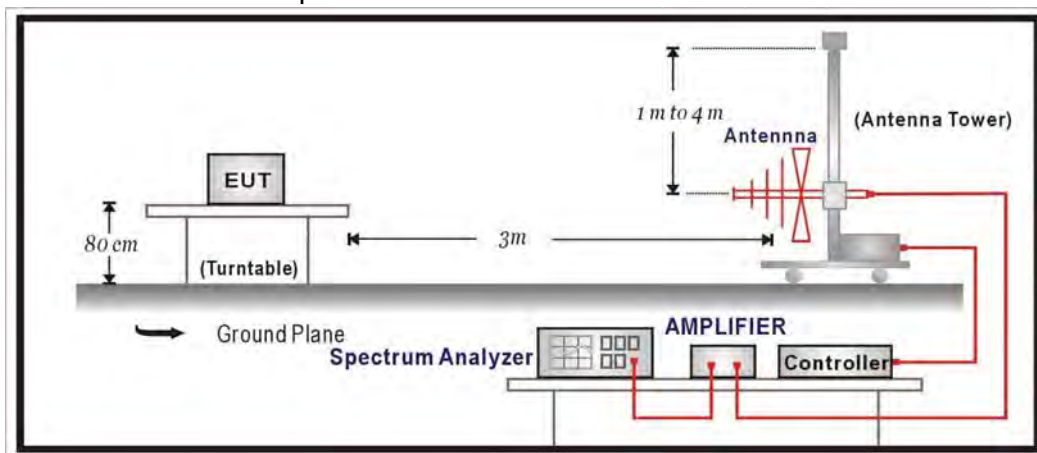 1 m to 4 m
(Antenna Tower)
Antennna
EUT
80 cm
3m
(Turntable)
Ground Plane
AMPLIFIER
Spectrum Analyzer
Controller